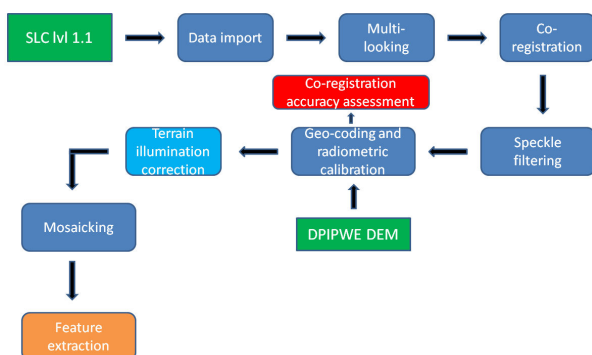 SLC lvl 1.1
Data import
Multi-
looking
Co-
registration
Co-registration
accuracy assessment
Terrain
illumination
correction
Geo-coding and
radiometric
calibration
Speckle
filtering
Mosaicking
DPIPWE DEM
Feature
extraction